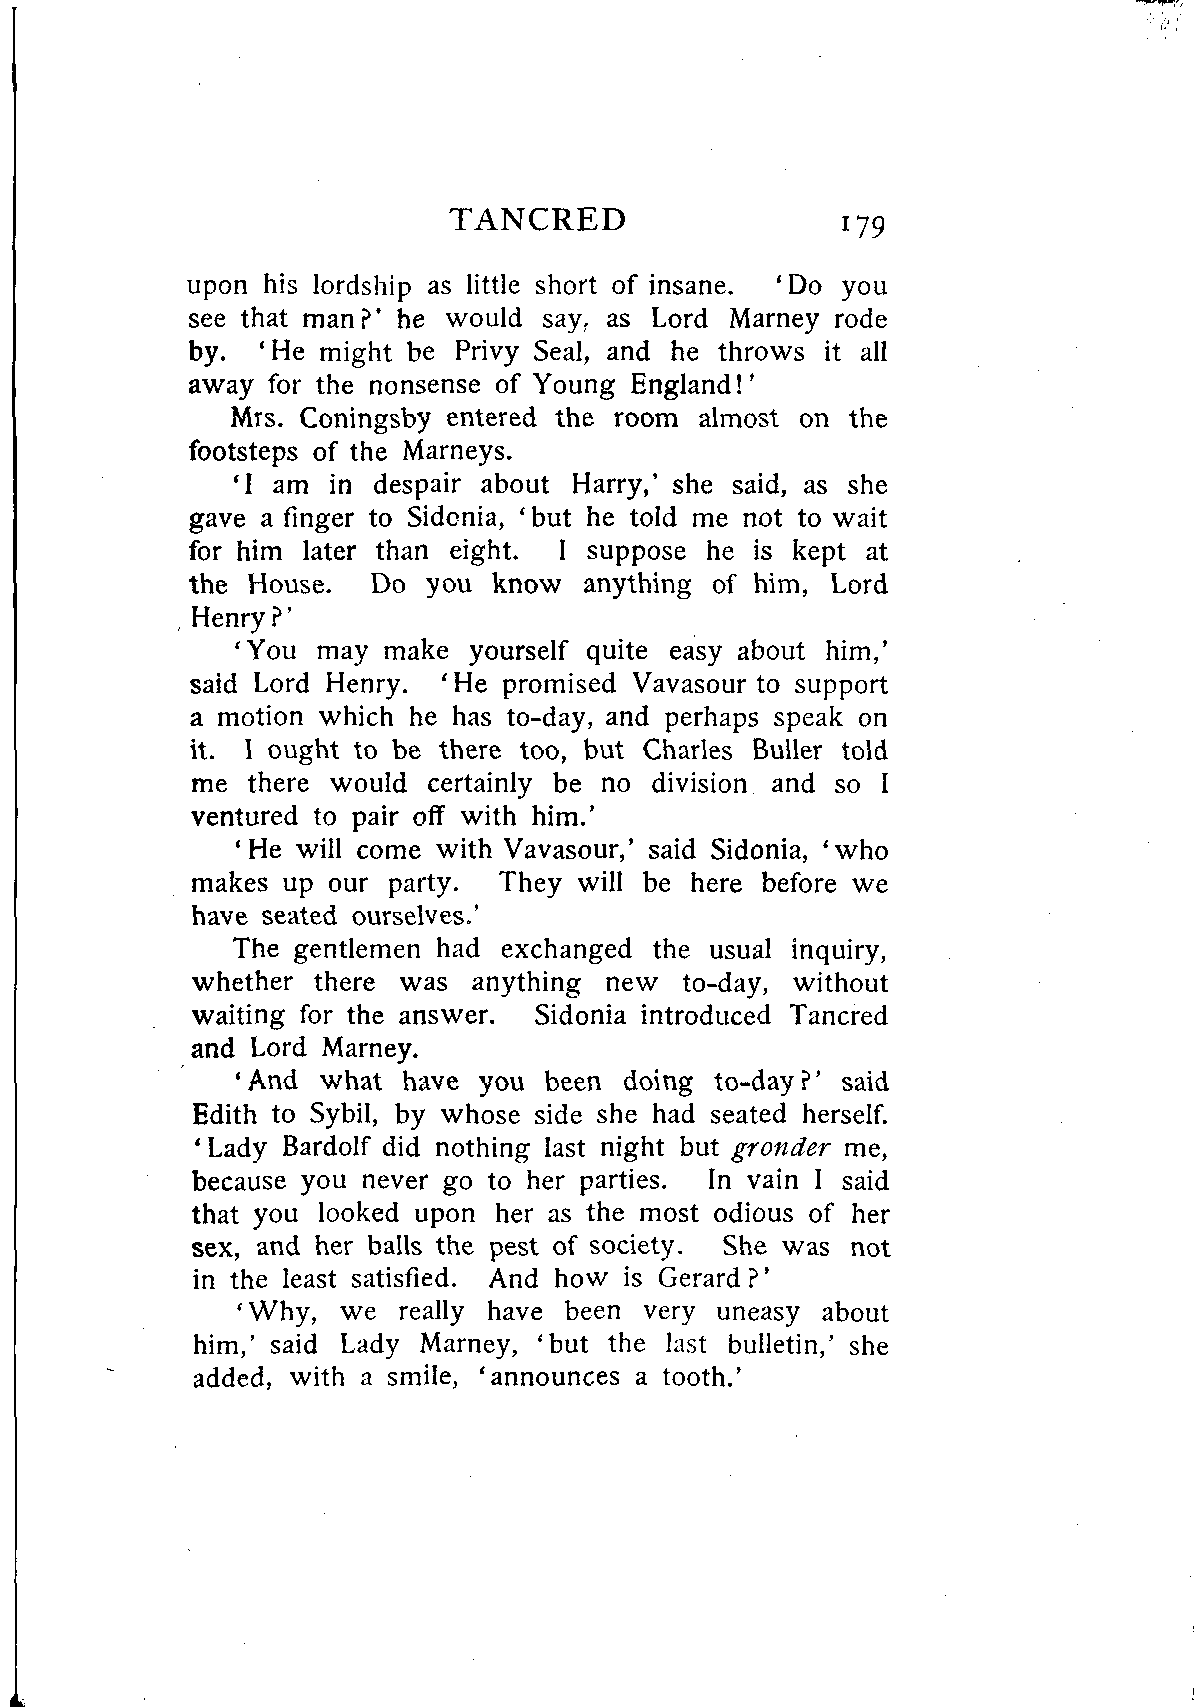 TANCRED 179
upon his lordship as little short of insane. ‘Do you
see that man?’ he would say, as Lord Marney rode
by. ‘He might be Privy Seal, and he throws it all
away for the nonsense of Young England!’
Mrs. Coningsby entered the room almost on the
footsteps of the Marneys.
‘I am in despair about Harry,’ she said, as she
gave a finger to Sidonia, ‘but he told me not to wait
for him later than eight. I suppose he is kept at
the House. Do you know anything of him, Lord
Henry?’
‘You may make yourself quite easy about him,’
said Lord Henry. ‘He promised Vavasour to support
a motion which he has to-day, and perhaps speak on
it. I ought to be there too, but Charles Buller told
me there would certainly be no division and so I
ventured to pair off with him.’
‘He will come with Vavasour,’ said Sidonia, ‘who
makes up our party. They will be here before we
have seated ourselves.’
The gentlemen had exchanged the usual inquiry,
whether there was anything new to-day, without
waiting for the answer. Sidonia introduced Tancred
and Lord Marney.
‘And what have you been doing to-day?’ said
Edith to Sybil, by whose side she had seated herself.
‘Lady Bardolf did nothing last night but gronder me,
because you never go to her parties. In vain I said
that you looked upon her as the most odious of her
sex, and her balls the pest of society. She was not
in the least satisfied. And how is Gerard?’
‘Why, we really have been very uneasy about
him,’ said Lady Marney, ‘but the last bulletin,’ she
added, with a smile, ‘announces a tooth.’